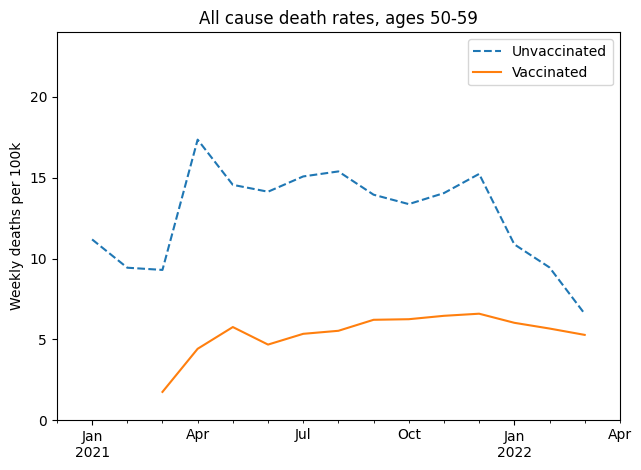 All cause death rates, ages 50-59
Unvaccinated
Vaccinated
Weekly deaths per 100k
20
15
10
5
0
Jan
2021
Apr
Jul
Oct
Jan
2022
Apr